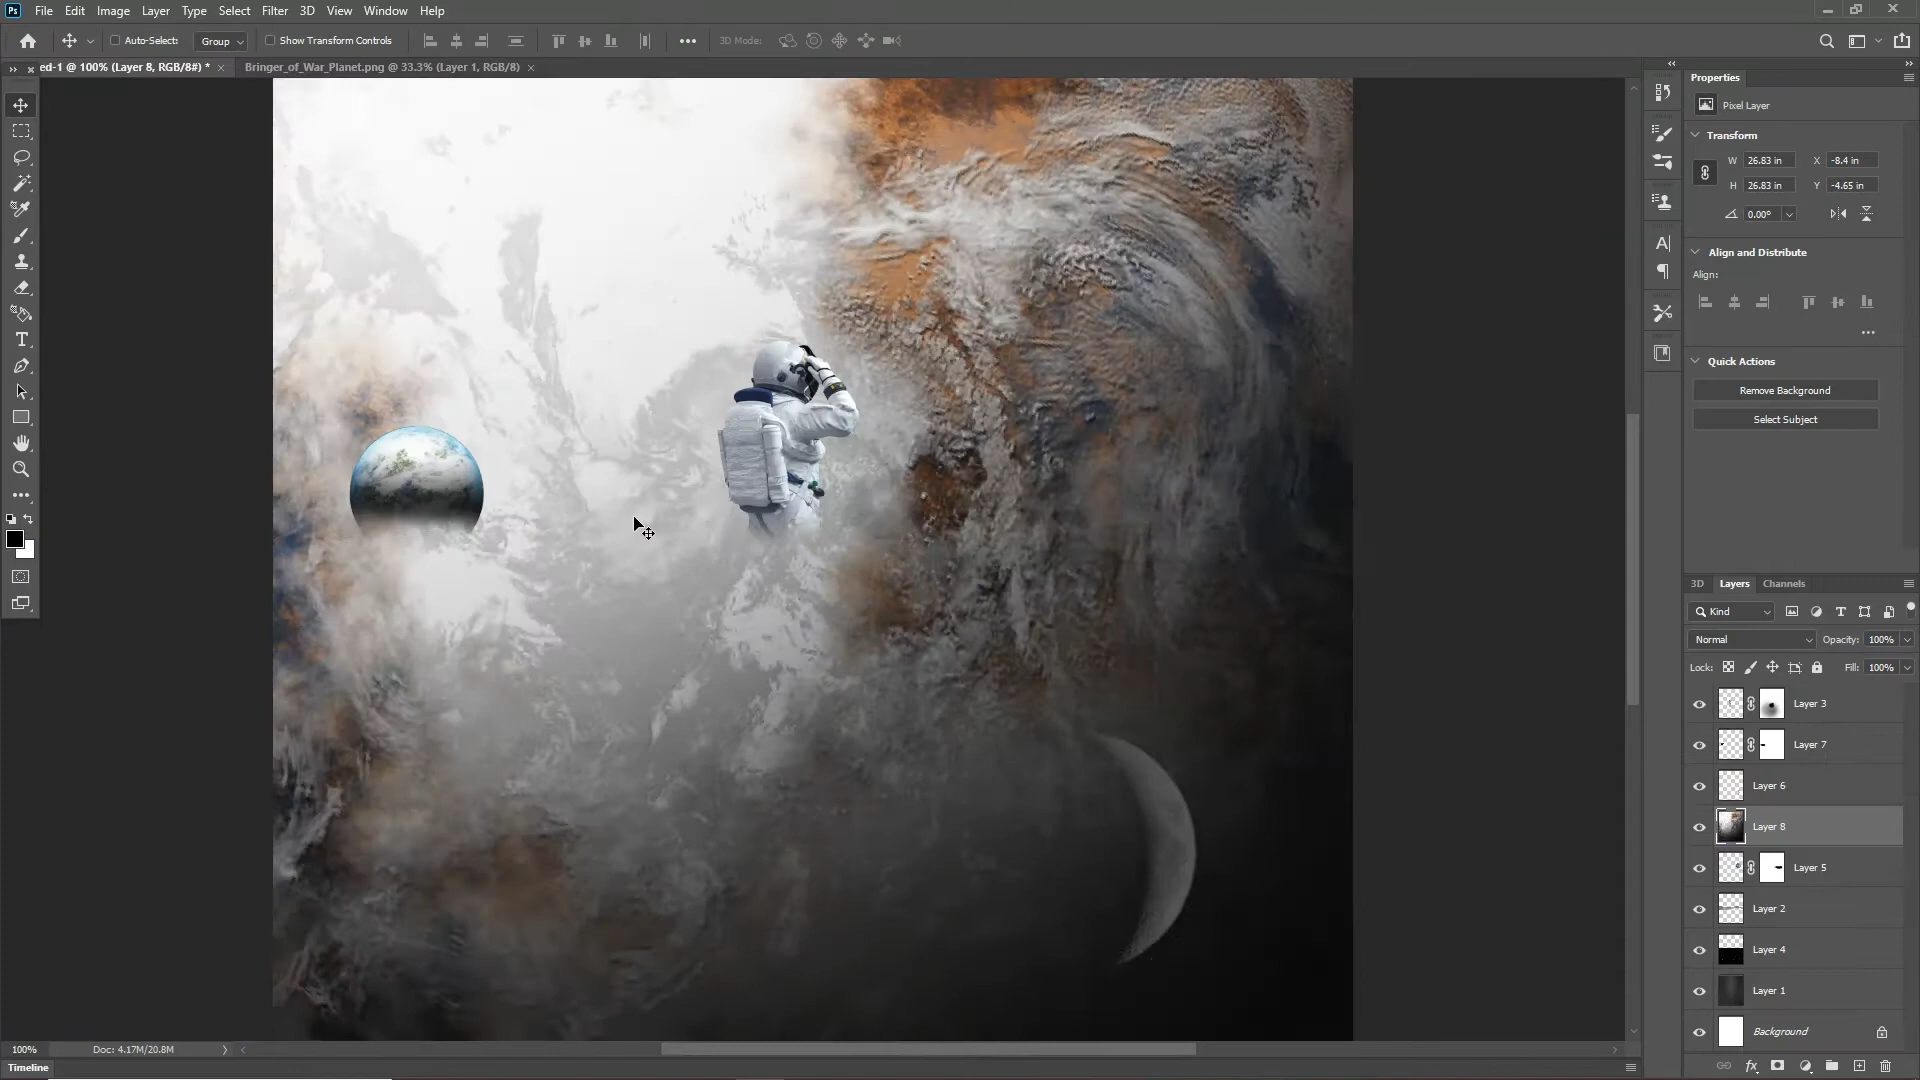 Ps File Edit Image Layer Type Select Filter 3D View Window Help
Auto-Select: Group Show Transform Controls 3D Mode:
ed-1 @ 100% (Layer 8, RGB/8#) * Bringer_of_War_Planet.png @ 33.3% (Layer 1, RGB/8)
Properties
Pixel Layer
Transform
W 26.83 in X -8.4 in
H 26.83 in Y -4.65 in
0.00°
Align and Distribute
Align:
Quick Actions
Remove Background
Select Subject
3D Layers Channels
Kind
Normal Opacity: 100%
Lock: Fill: 100%
Layer 3
Layer 7
Layer 6
Layer 8
Layer 5
Layer 2
Layer 4
Layer 1
Background
100% Doc: 4.17M/20.8M
Timeline